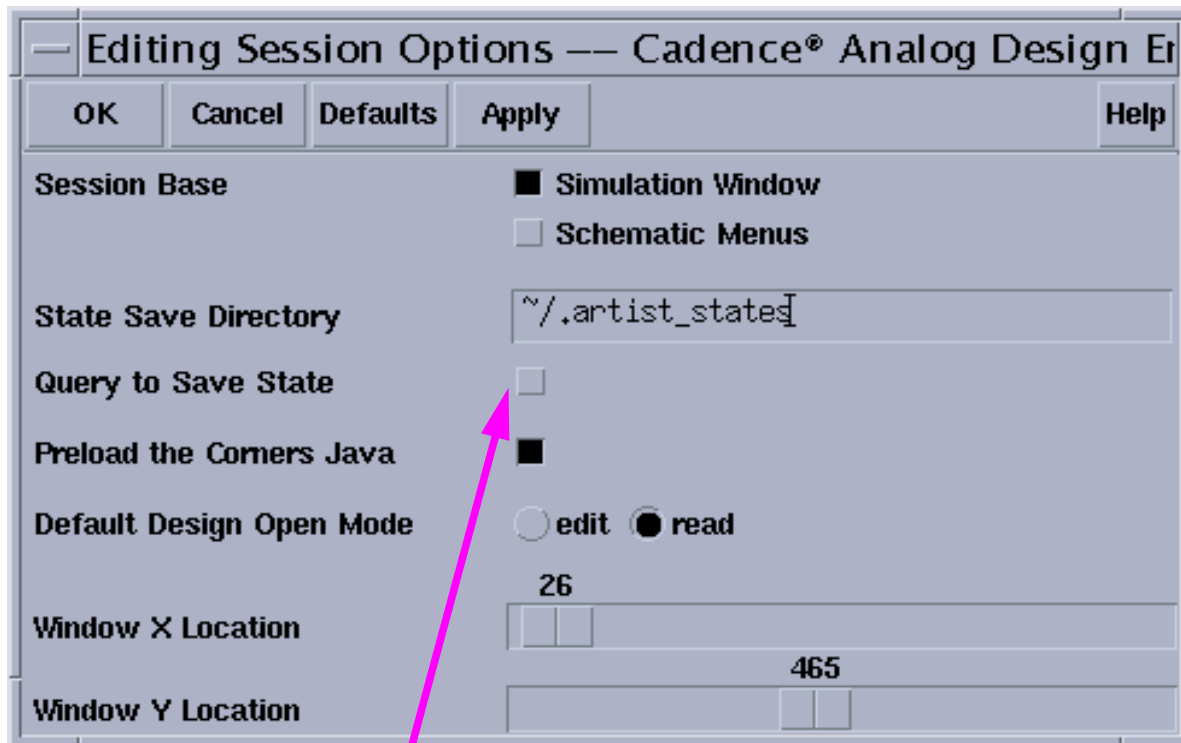 Editing Session Options –– Cadence® Analog Design
OK Cancel Defaults Apply Help
Session Base Simulation Window
Schematic Menus
State Save Directory ~/.artist_states
Query to Save State
Preload the Corners Java
Default Design Open Mode edit read
26
Window X Location
465
Window Y Location